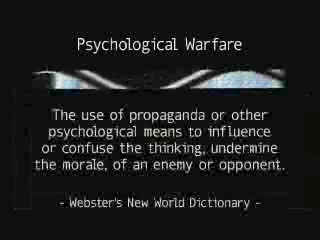 Psychological Warfare
The use of propaganda or other
psychological means to influence
or confuse the thinking, undermine
the morale, of an enemy or opponent.
- Webster's New World Dictionary -